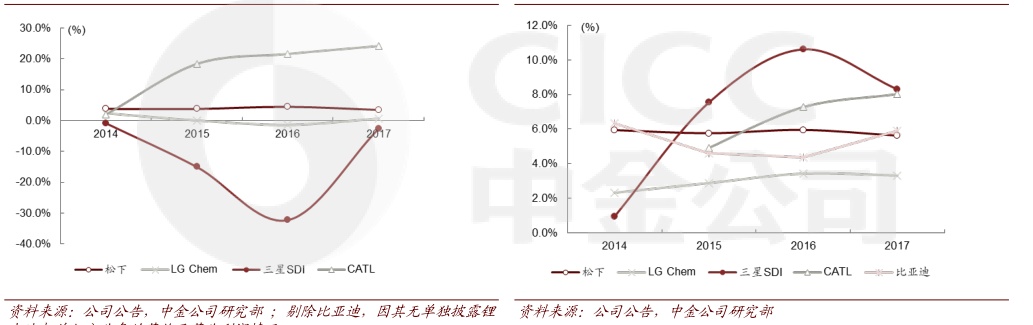 (%)
30.0%
20.0%
10.0%
0.0%
-10.0%
-20.0%
-30.0%
-40.0%
2014 2015 2016 2017
松下 LG Chem 三星SDI CATL
资料来源：公司公告，中金公司研究部 ；剔除比亚迪，因其无单独披露锂
(%)
12.0%
10.0%
8.0%
6.0%
4.0%
2.0%
0.0%
2014 2015 2016 2017
松下 LG Chem 三星SDI CATL 比亚迪
资料来源：公司公告，中金公司研究部
CICC
中金公司